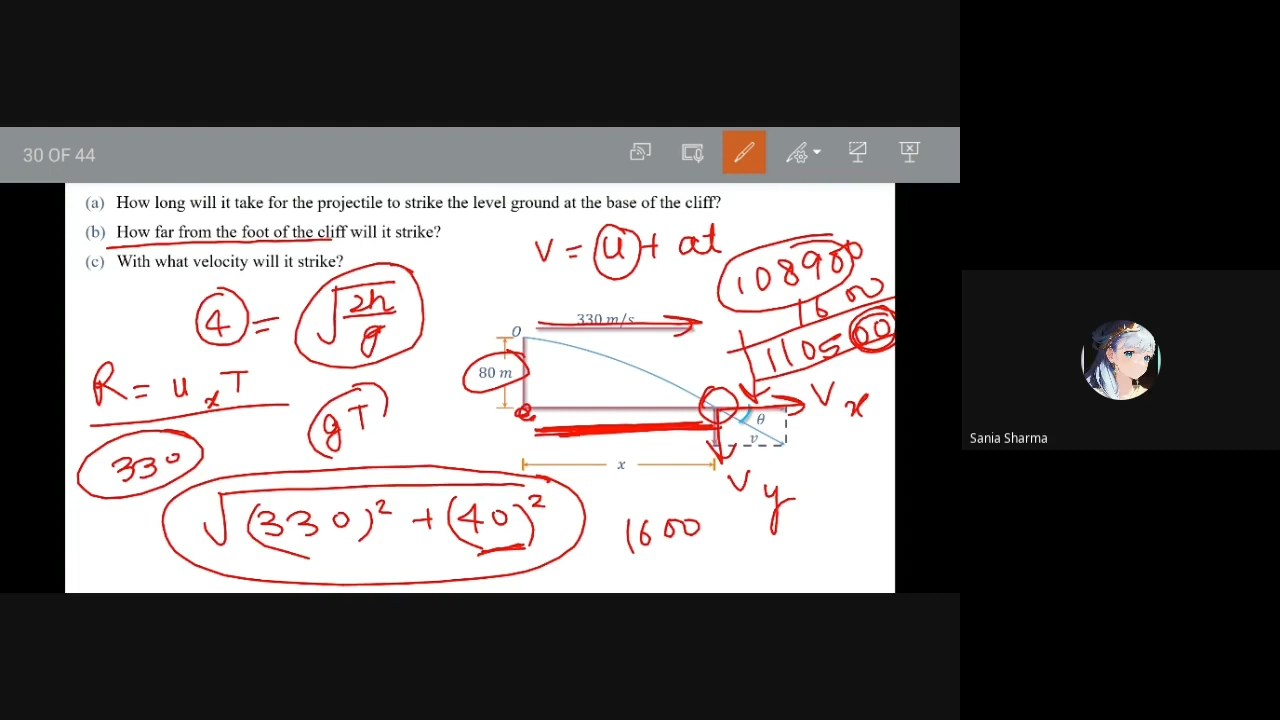 30 OF 44
(a) How long will it take for the projectile to strike the level ground at the base of the cliff?
(b) How far from the foot of the cliff will it strike?
(c) With what velocity will it strike?
v = u + at
108900
1600
110500
4 = √2h/g
O
330 m/s
80 m
R = uₓT
gT
Vx
θ
v
330
x
Vy
√(330)² + (40)²
1600
Sania Sharma